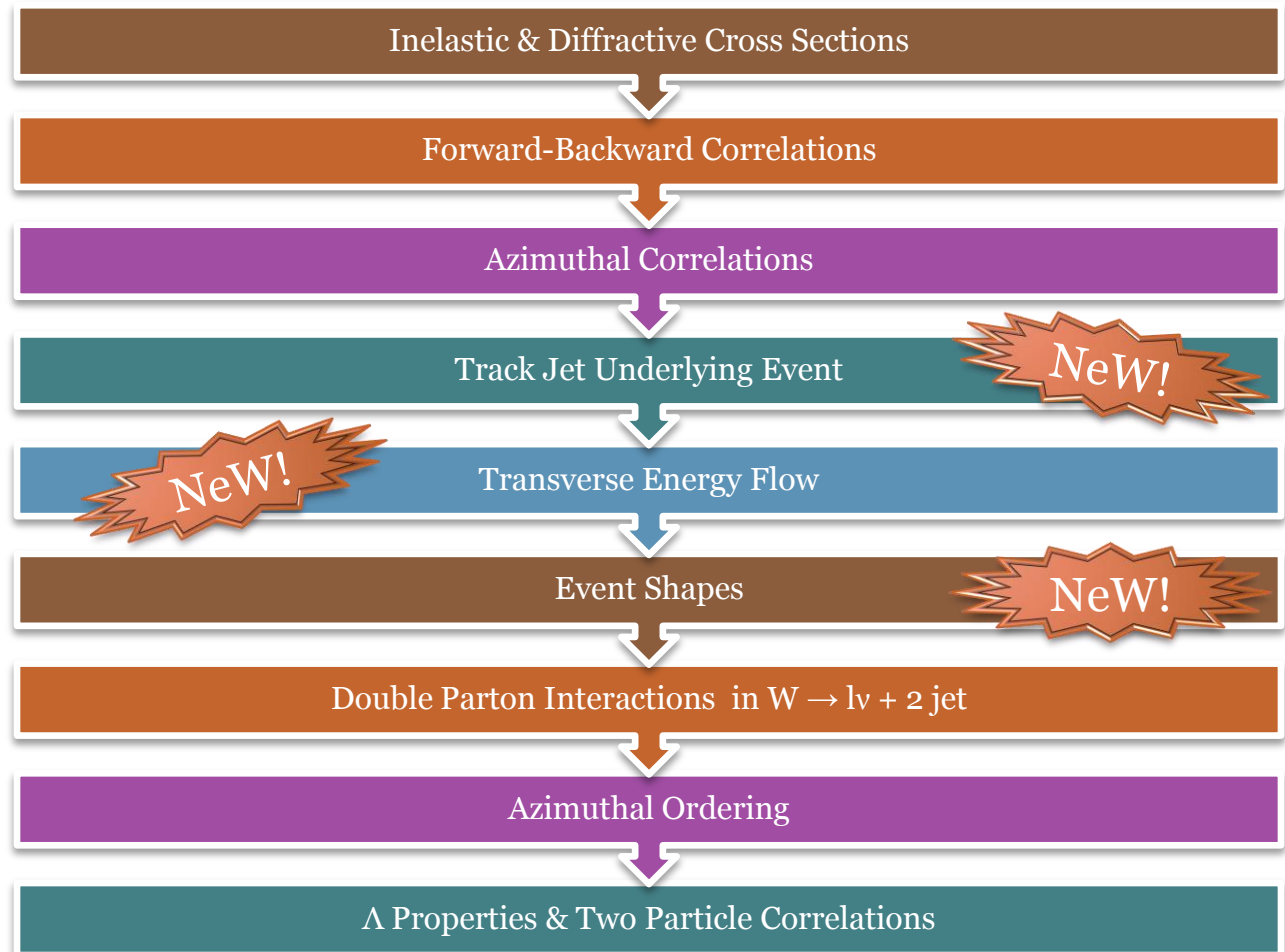 Inelastic & Diffractive Cross Sections
Forward-Backward Correlations
Azimuthal Correlations
Track Jet Underlying Event
NeW!
NeW!
Transverse Energy Flow
Event Shapes
NeW!
Double Parton Interactions in W → lν + 2 jet
Azimuthal Ordering
Λ Properties & Two Particle Correlations